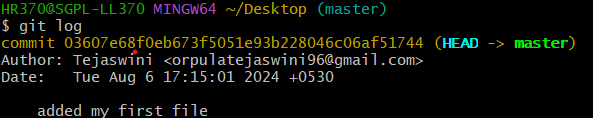 HR370@SGPL-LL370 MINGW64 ~/Desktop (master)
$ git log
commit 03607e68f0eb673f5051e93b228046c06af51744 (HEAD -> master)
Author: Tejaswini <orpulatejaswini96@gmail.com>
Date:   Tue Aug 6 17:15:01 2024 +0530
    added my first file